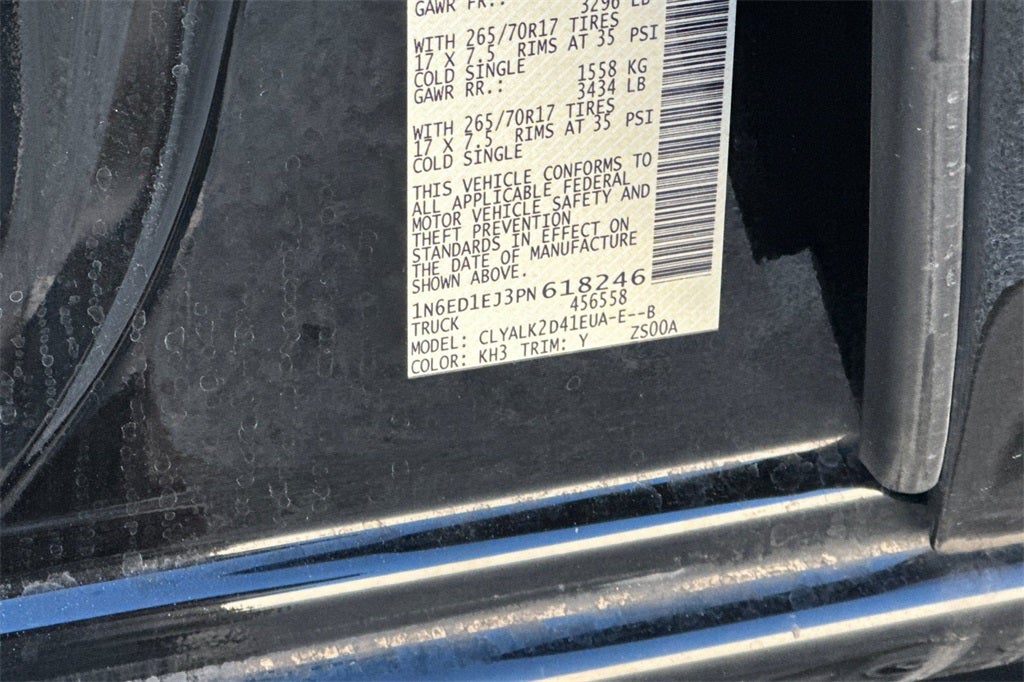 GAWR FR.: 3296 LB
WITH 265/70R17 TIRES
17 X 7.5 RIMS AT 35 PSI
COLD SINGLE 1558 KG
GAWR RR.: 3434 LB
WITH 265/70R17 TIRES
17 X 7.5 RIMS AT 35 PSI
COLD SINGLE
THIS VEHICLE CONFORMS TO
ALL APPLICABLE FEDERAL
MOTOR VEHICLE SAFETY AND
THEFT PREVENTION
STANDARDS IN EFFECT ON
THE DATE OF MANUFACTURE
SHOWN ABOVE.
1N6ED1EJ3PN618246
456558
TRUCK
MODEL: CLYALK2D41EUA-E--B
COLOR: KH3 TRIM: Y ZS00A